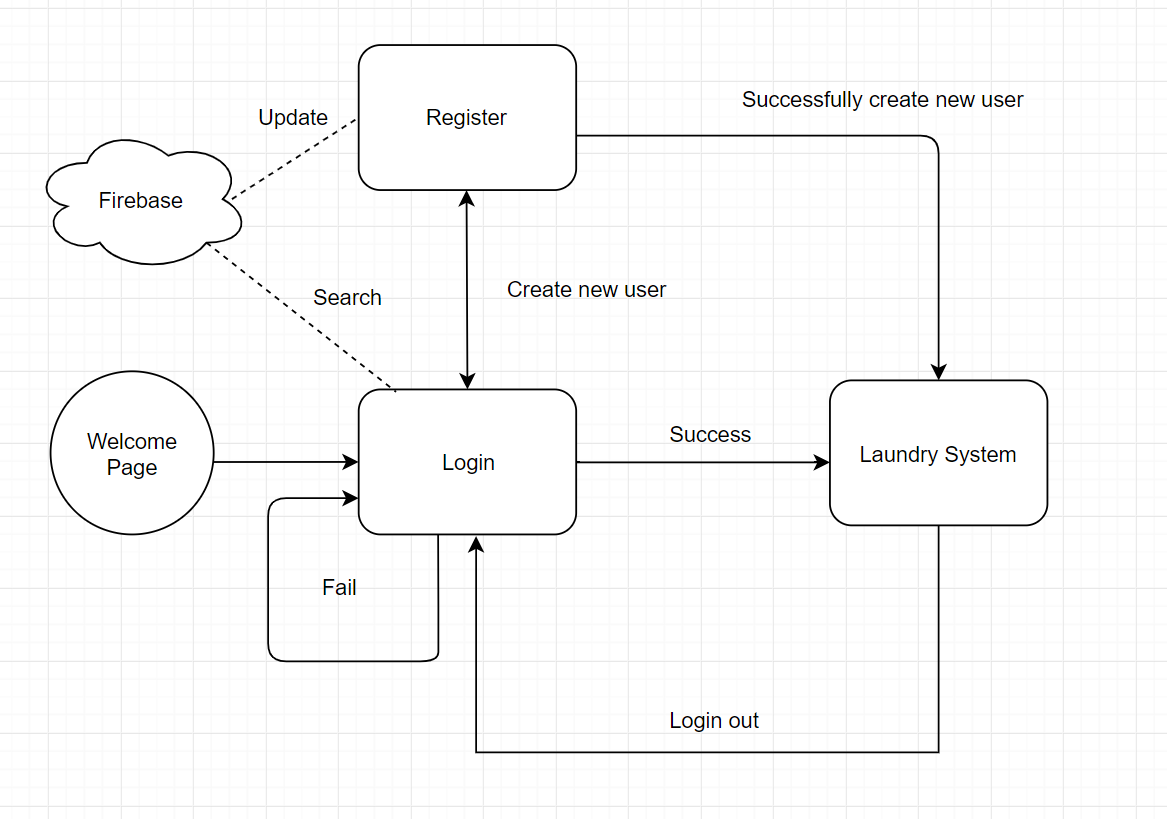 Successfully create new user
Update
Register
Firebase
Search
Create new user
Welcome
Page
Login
Success
Laundry System
Fail
Login out